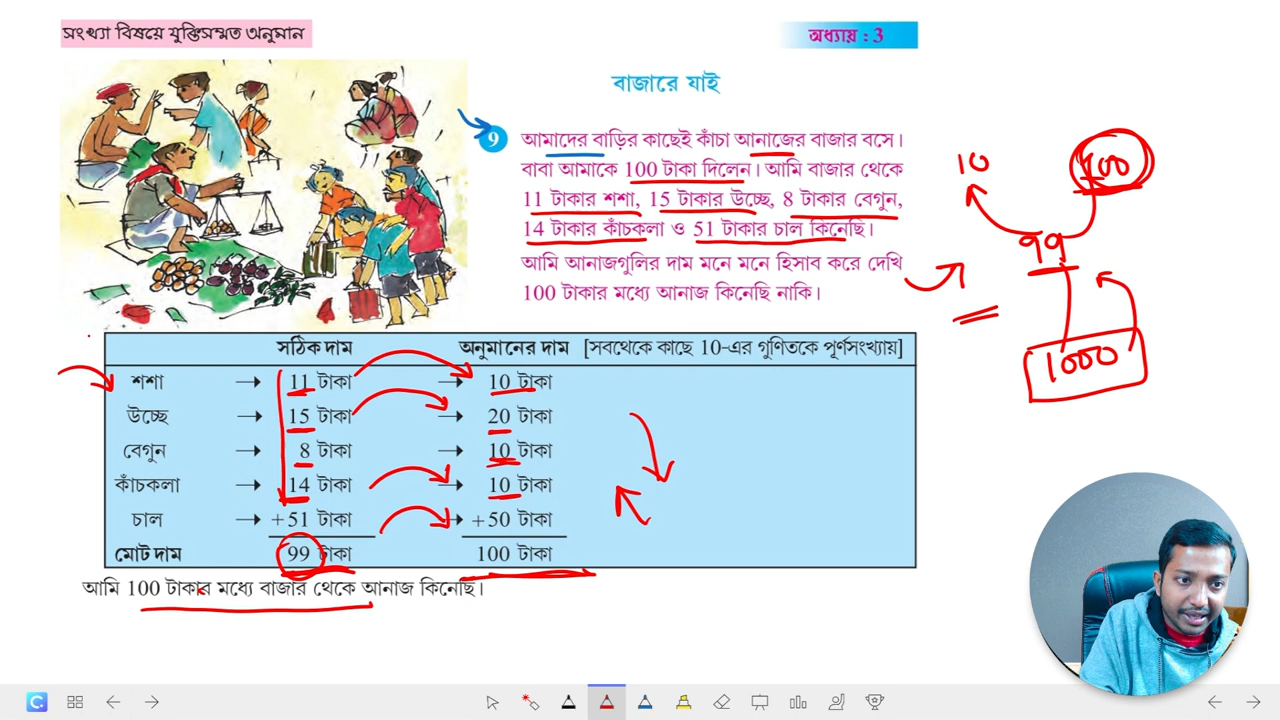 সংখ্যা বিষয়ে যুক্তিসম্মত অনুমান
অধ্যায় : 3
বাজারে যাই
9 আমাদের বাড়ির কাছেই কাঁচা আনাজের বাজার বসে।
বাবা আমাকে 100 টাকা দিলেন। আমি বাজার থেকে
11 টাকার শশা, 15 টাকার উচ্ছে, 8 টাকার বেগুন,
14 টাকার কাঁচকলা ও 51 টাকার চাল কিনেছি।
আমি আনাজগুলির দাম মনে মনে হিসাব করে দেখি
100 টাকার মধ্যে আনাজ কিনেছি নাকি।
10 100
99
1000
সঠিক দাম অনুমানের দাম [সবথেকে কাছে 10-এর গুণিতকে পূর্ণসংখ্যায়]
শশা → 11 টাকা → 10 টাকা
উচ্ছে → 15 টাকা → 20 টাকা
বেগুন → 8 টাকা → 10 টাকা
কাঁচকলা → 14 টাকা → 10 টাকা
চাল → +51 টাকা → +50 টাকা
মোট দাম 99 টাকা 100 টাকা
আমি 100 টাকার মধ্যে বাজার থেকে আনাজ কিনেছি।